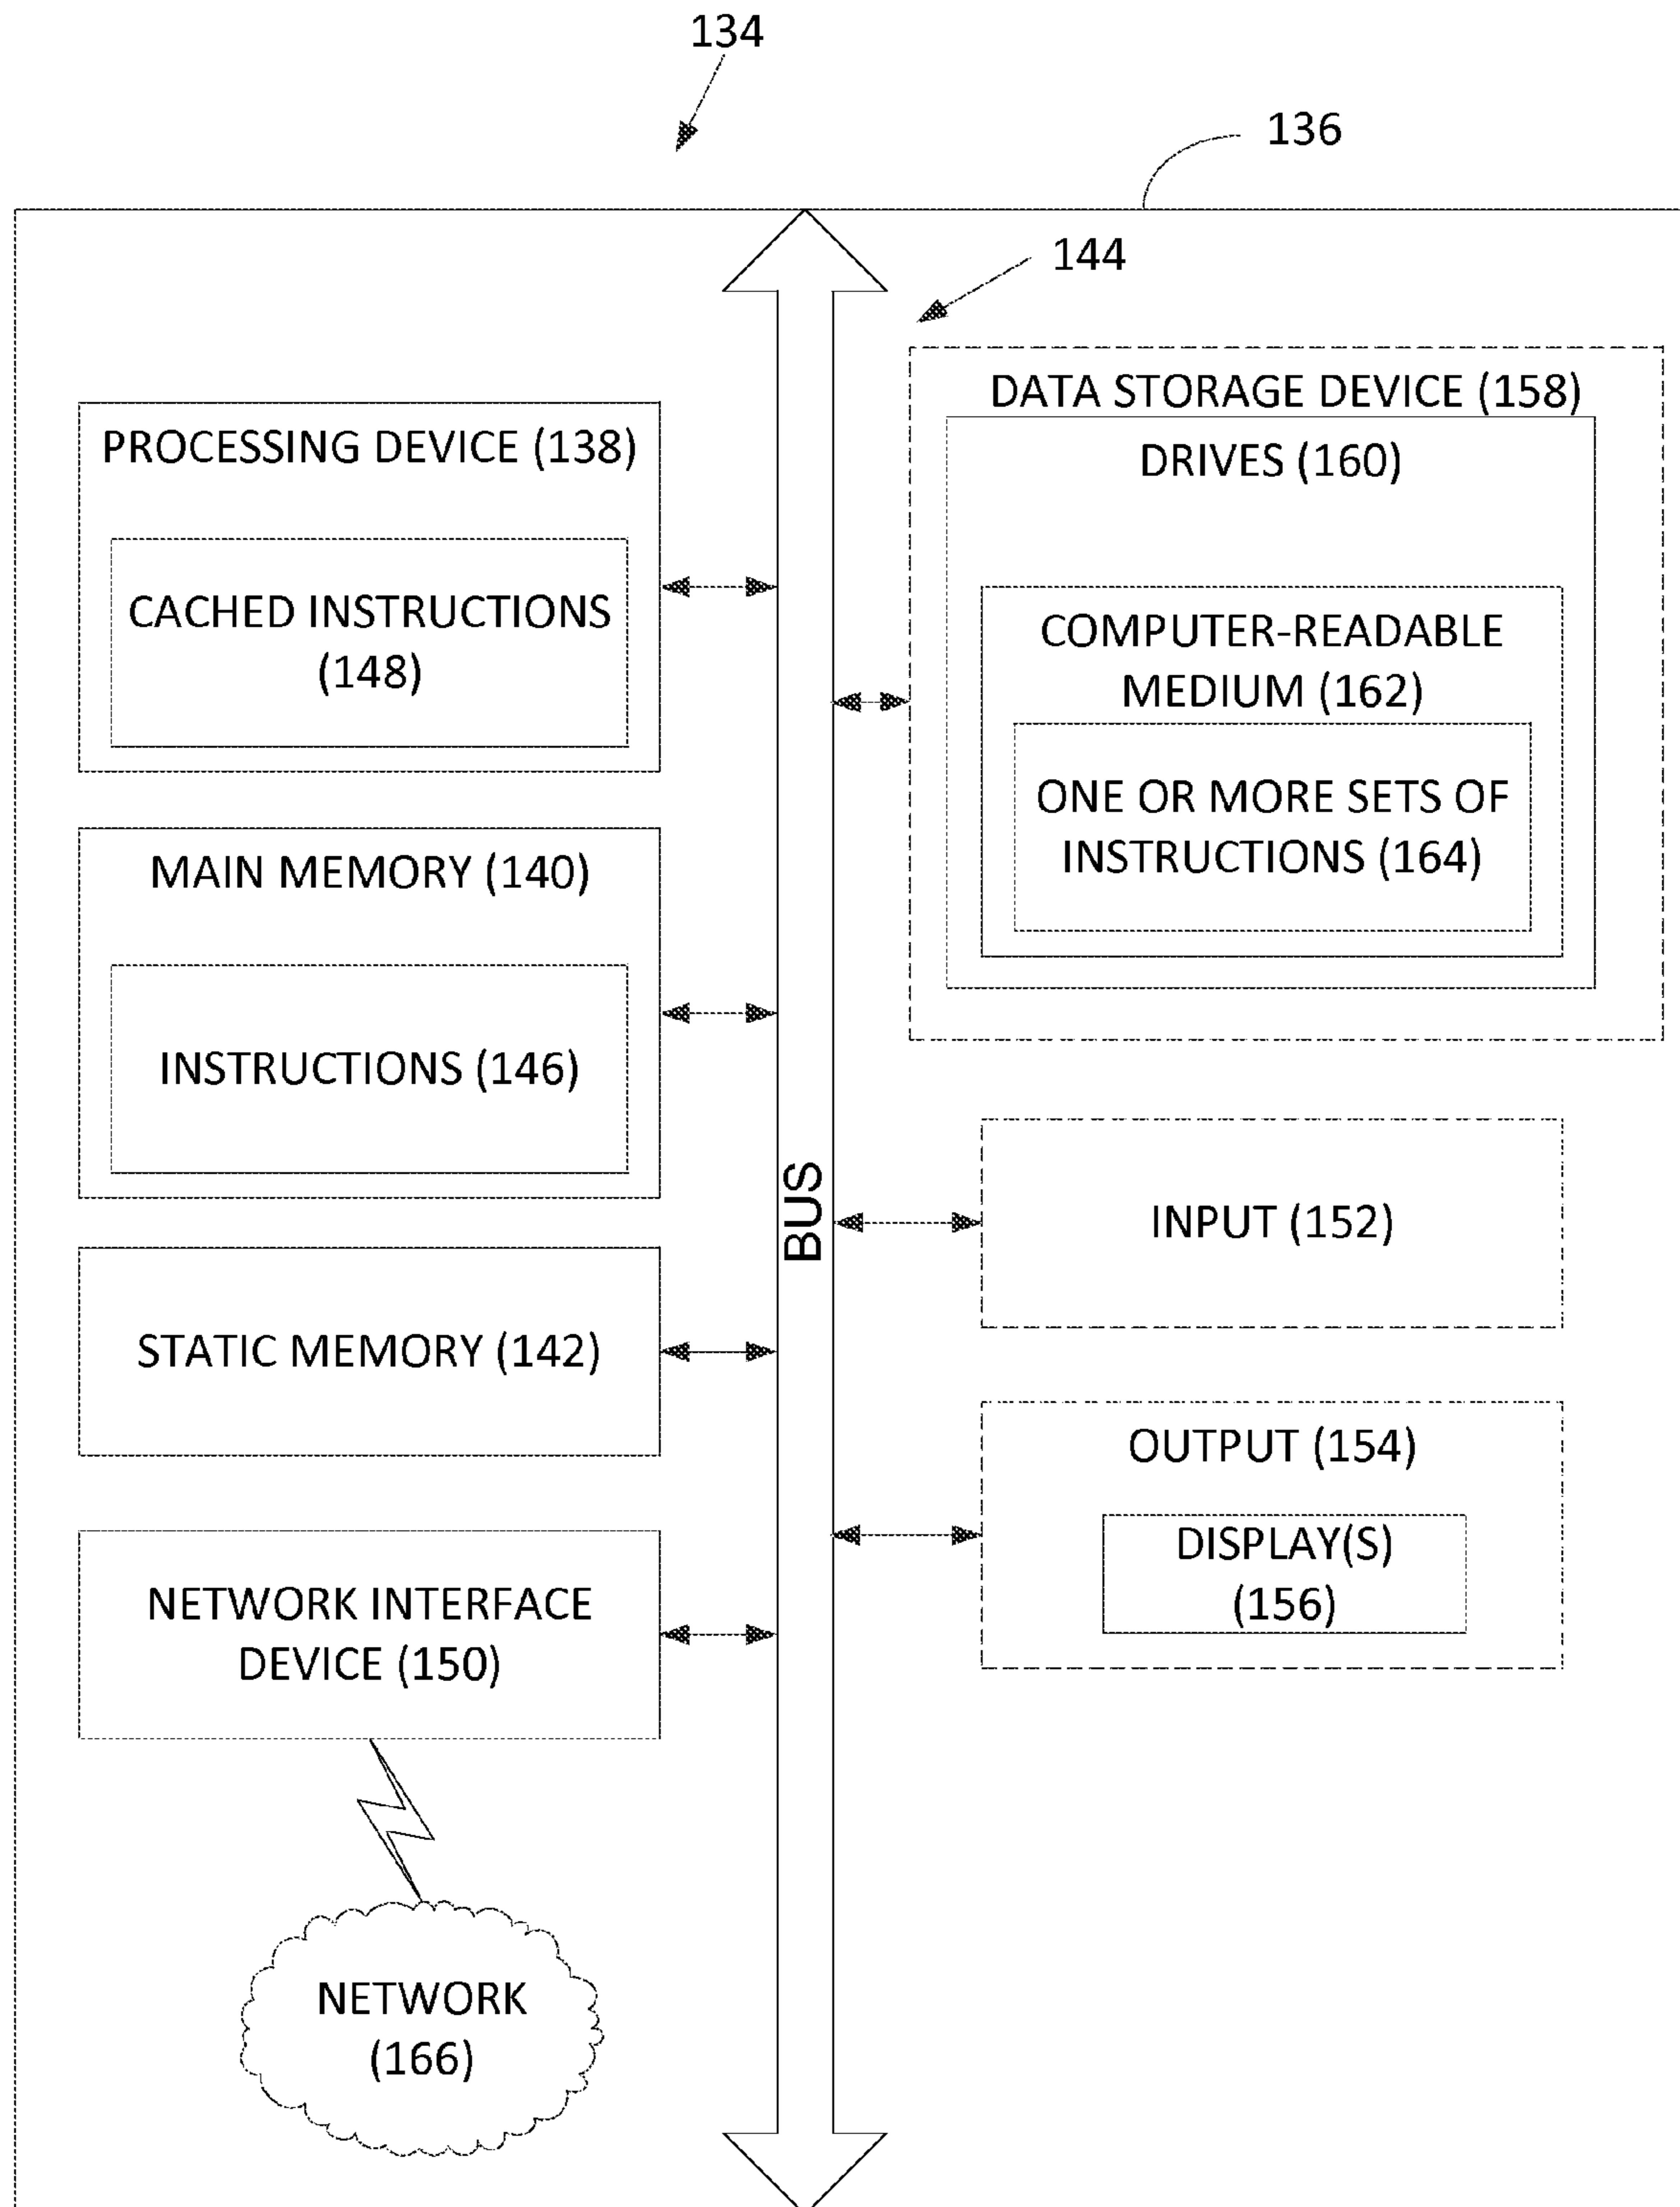 134
136
144
PROCESSING DEVICE (138)
CACHED INSTRUCTIONS
(148)
MAIN MEMORY (140)
INSTRUCTIONS (146)
STATIC MEMORY (142)
NETWORK INTERFACE
DEVICE (150)
NETWORK
(166)
BUS
DATA STORAGE DEVICE (158)
DRIVES (160)
COMPUTER-READABLE
MEDIUM (162)
ONE OR MORE SETS OF
INSTRUCTIONS (164)
INPUT (152)
OUTPUT (154)
DISPLAY(S)
(156)